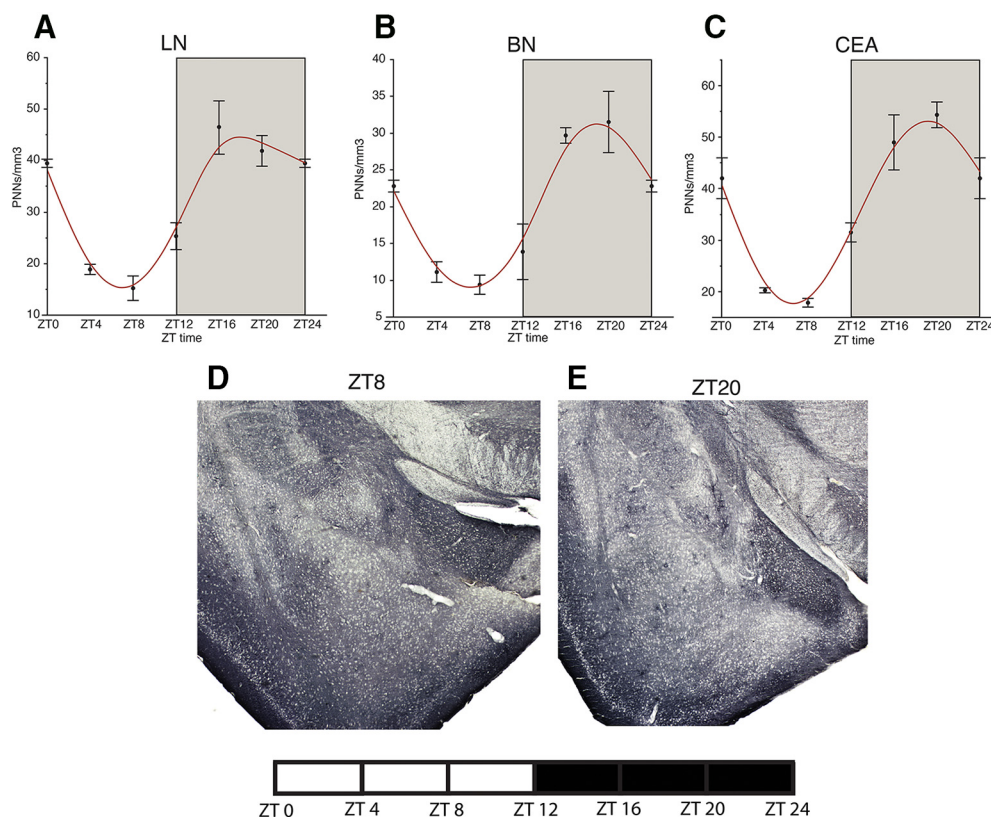 A
LN
PNNs/mm3
60
50
40
30
20
10
ZT0 ZT4 ZT8 ZT12 ZT16 ZT20 ZT24
ZT time
B
BN
PNNs/mm3
40
35
30
25
20
15
10
5
ZT0 ZT4 ZT8 ZT12 ZT16 ZT20 ZT24
ZT time
C
CEA
PNNs/mm3
60
50
40
30
20
ZT0 ZT4 ZT8 ZT12 ZT16 ZT20 ZT24
ZT time
D
ZT8
E
ZT20
ZT 0 ZT 4 ZT 8 ZT 12 ZT 16 ZT 20 ZT 24